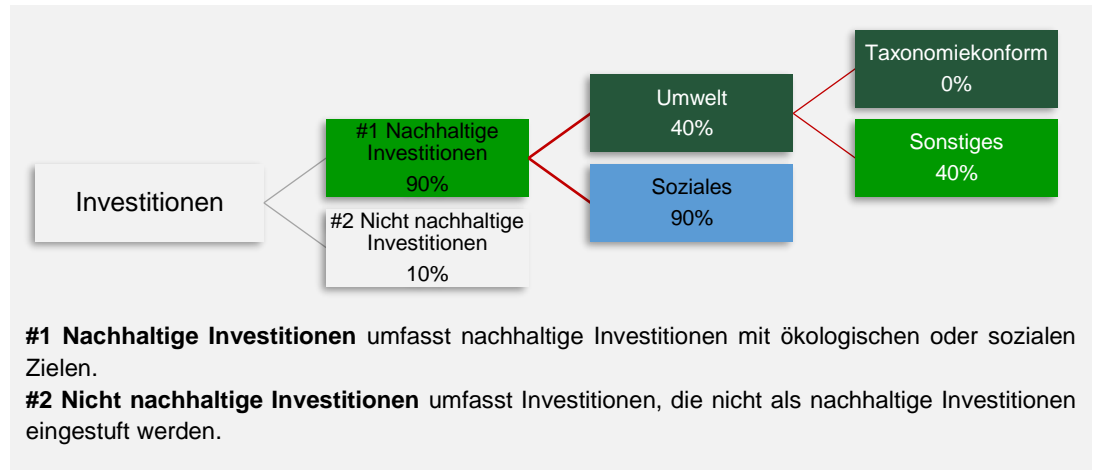 Investitionen
#1 Nachhaltige
Investitionen
90%
#2 Nicht nachhaltige
Investitionen
10%
Umwelt
40%
Soziales
90%
Taxonomiekonform
0%
Sonstiges
40%
#1 Nachhaltige Investitionen umfasst nachhaltige Investitionen mit ökologischen oder sozialen
Zielen.
#2 Nicht nachhaltige Investitionen umfasst Investitionen, die nicht als nachhaltige Investitionen
eingestuft werden.